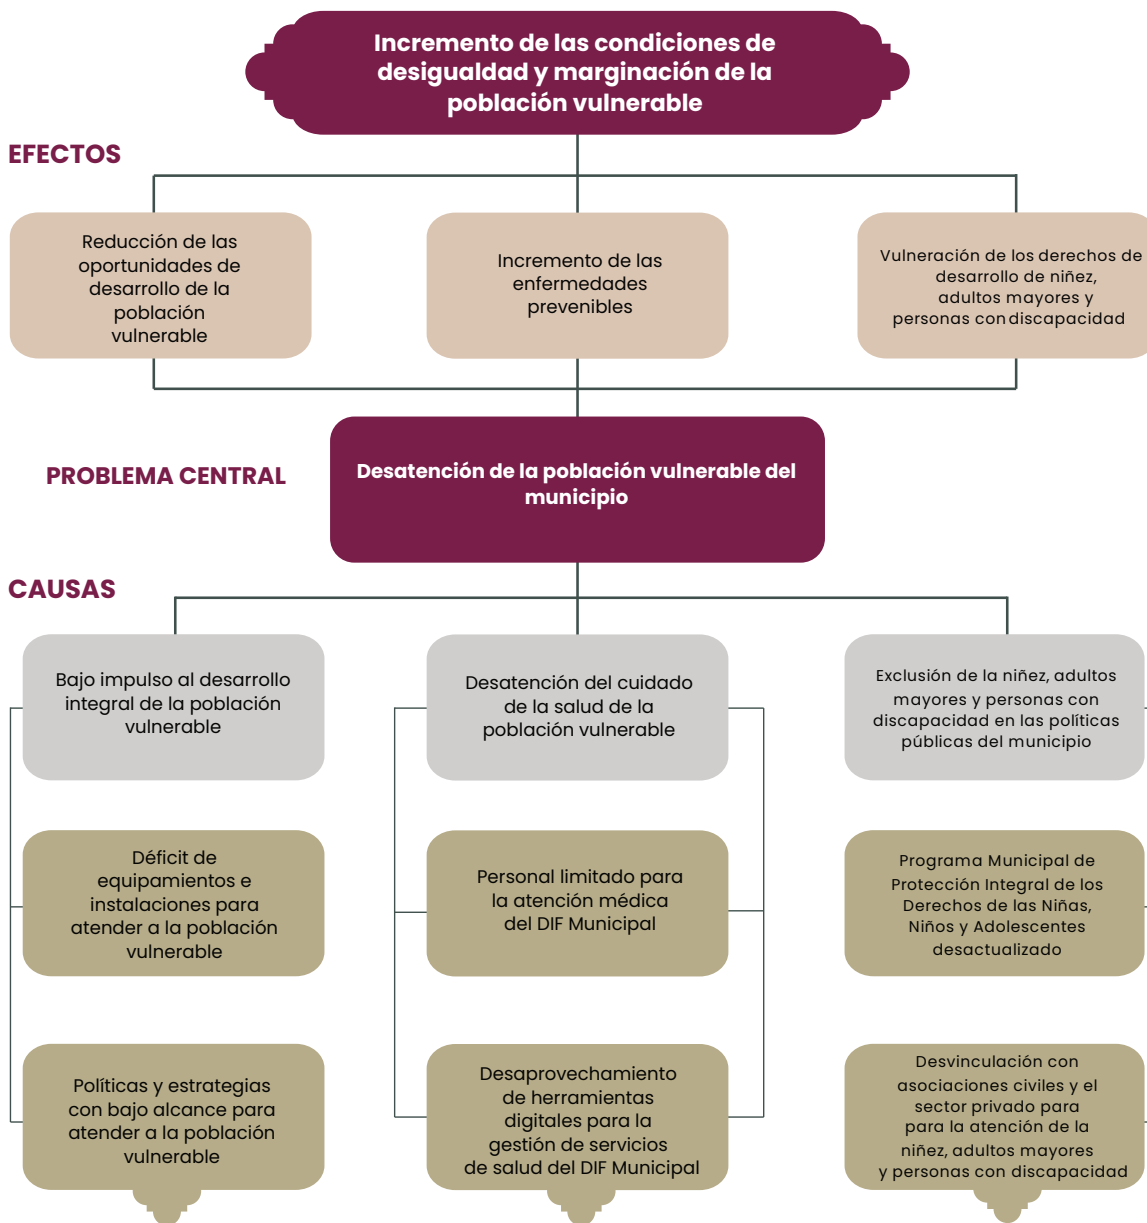 Incremento de las condiciones de
desigualdad y marginación de la
población vulnerable
EFECTOS
Reducción de las
oportunidades de
desarrollo de la
población
vulnerable
Incremento de las
enfermedades
prevenibles
Vulneración de los derechos de
desarrollo de niñez,
adultos mayores y
personas con discapacidad
PROBLEMA CENTRAL
Desatención de la población vulnerable del
municipio
CAUSAS
Bajo impulso al desarrollo
integral de la población
vulnerable
Desatención del cuidado
de la salud de la
población vulnerable
Exclusión de la niñez, adultos
mayores y personas con
discapacidad en las políticas
públicas del municipio
Déficit de
equipamientos e
instalaciones para
atender a la población
vulnerable
Personal limitado para
la atención médica
del DIF Municipal
Programa Municipal de
Protección Integral de los
Derechos de las Niñas,
Niños y Adolescentes
desactualizado
Políticas y estrategias
con bajo alcance para
atender a la población
vulnerable
Desaprovechamiento
de herramientas
digitales para la
gestión de servicios
de salud del DIF Municipal
Desvinculación con
asociaciones civiles y el
sector privado para
para la atención de la
niñez, adultos mayores
y personas con discapacidad